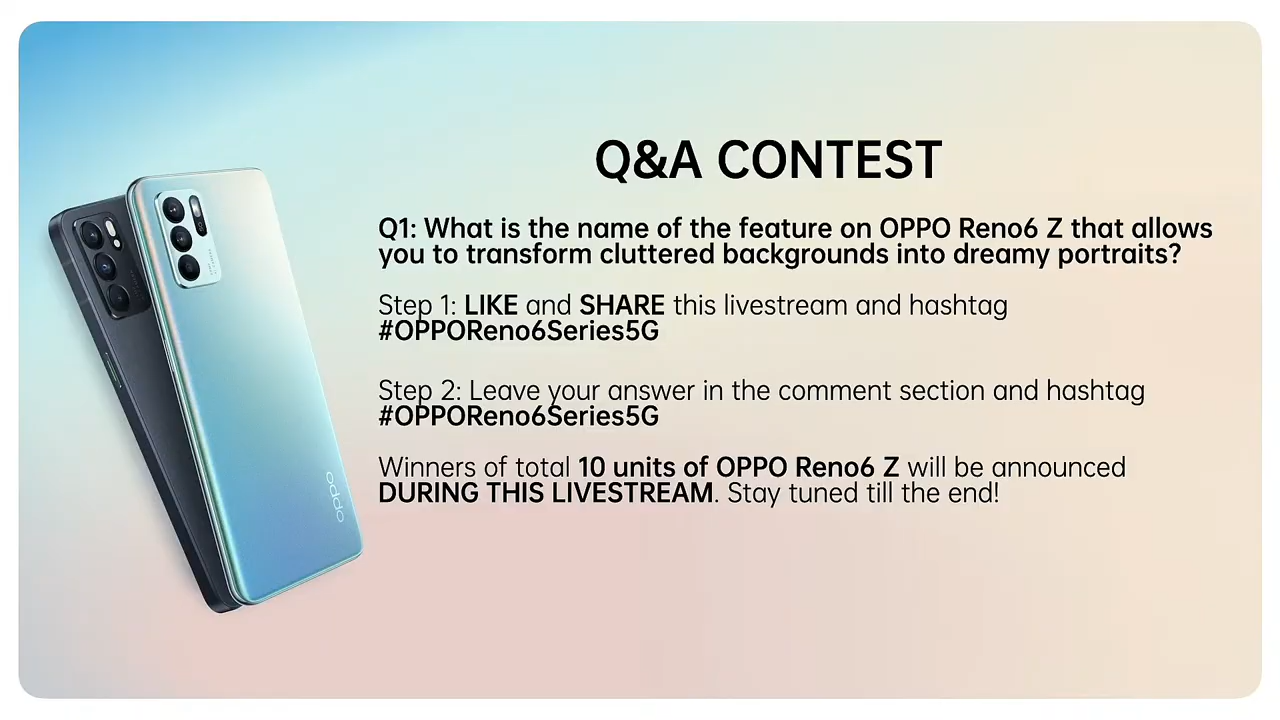 Q&A CONTEST
Q1: What is the name of the feature on OPPO Reno6 Z that allows
you to transform cluttered backgrounds into dreamy portraits?
Step 1: LIKE and SHARE this livestream and hashtag
#OPPOReno6Series5G
Step 2: Leave your answer in the comment section and hashtag
#OPPOReno6Series5G
Winners of total 10 units of OPPO Reno6 Z will be announced
DURING THIS LIVESTREAM. Stay tuned till the end!
oppo